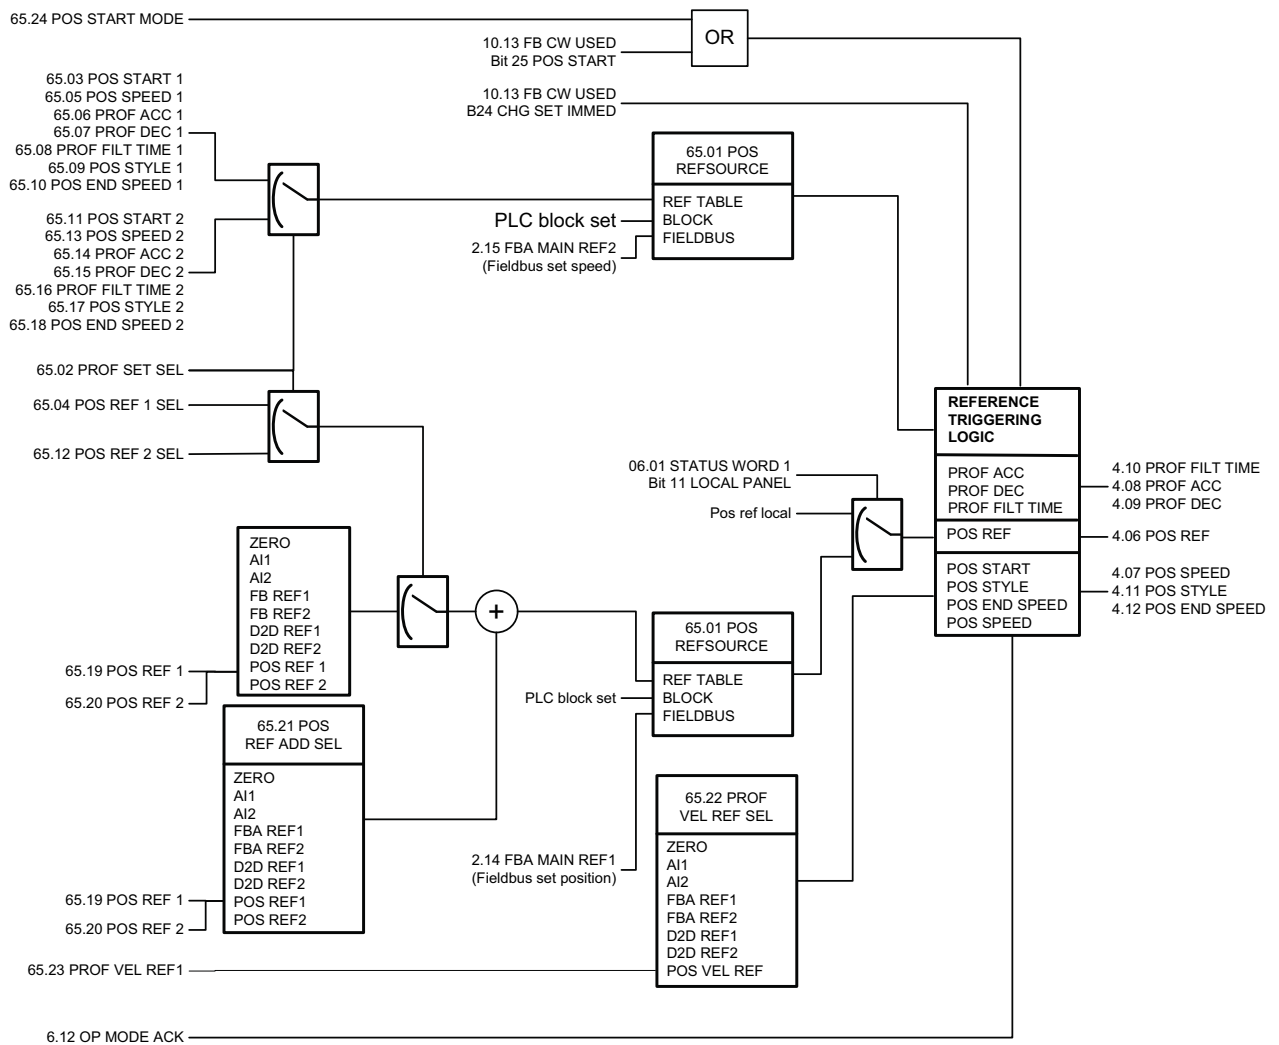 65.24 POS START MODE
OR
10.13 FB CW USED
Bit 25 POS START
65.03 POS START 1
65.05 POS SPEED 1
65.06 PROF ACC 1
65.07 PROF DEC 1
65.08 PROF FILT TIME 1
65.09 POS STYLE 1
65.10 POS END SPEED 1
10.13 FB CW USED
B24 CHG SET IMMED
65.01 POS
REFSOURCE
REF TABLE
BLOCK
FIELDBUS
PLC block set
2.15 FBA MAIN REF2
(Fieldbus set speed)
65.11 POS START 2
65.13 POS SPEED 2
65.14 PROF ACC 2
65.15 PROF DEC 2
65.16 PROF FILT TIME 2
65.17 POS STYLE 2
65.18 POS END SPEED 2
65.02 PROF SET SEL
65.04 POS REF 1 SEL
65.12 POS REF 2 SEL
REFERENCE
TRIGGERING
LOGIC
PROF ACC
PROF DEC
PROF FILT TIME
POS REF
POS START
POS STYLE
POS END SPEED
POS SPEED
4.10 PROF FILT TIME
4.08 PROF ACC
4.09 PROF DEC
4.06 POS REF
4.07 POS SPEED
4.11 POS STYLE
4.12 POS END SPEED
06.01 STATUS WORD 1
Bit 11 LOCAL PANEL
Pos ref local
ZERO
AI1
AI2
FB REF1
FB REF2
D2D REF1
D2D REF2
POS REF 1
POS REF 2
+
65.19 POS REF 1
65.20 POS REF 2
65.01 POS
REFSOURCE
REF TABLE
BLOCK
FIELDBUS
PLC block set
65.21 POS
REF ADD SEL
ZERO
AI1
AI2
FBA REF1
FBA REF2
D2D REF1
D2D REF2
POS REF1
POS REF2
2.14 FBA MAIN REF1
(Fieldbus set position)
65.22 PROF
VEL REF SEL
ZERO
AI1
AI2
FBA REF1
FBA REF2
D2D REF1
D2D REF2
POS VEL REF
65.19 POS REF 1
65.20 POS REF 2
65.23 PROF VEL REF1
6.12 OP MODE ACK